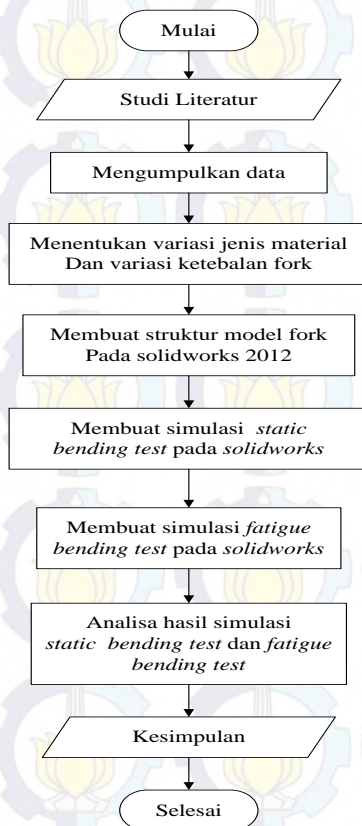 Mulai
Studi Literatur
Mengumpulkan data
Menentukan variasi jenis material
Dan variasi ketebalan fork
Membuat struktur model fork
Pada solidworks 2012
Membuat simulasi static
bending test pada solidworks
Membuat simulasi fatigue
bending test pada solidworks
Analisa hasil simulasi
static bending test dan fatigue
bending test
Kesimpulan
Selesai